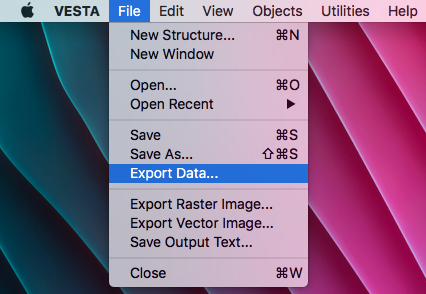 VESTA File Edit View Objects Utilities Help
New Structure... ⌘N
New Window
Open... ⌘O
Open Recent ▶
Save ⌘S
Save As... ⇧⌘S
Export Data...
Export Raster Image...
Export Vector Image...
Save Output Text...
Close ⌘W